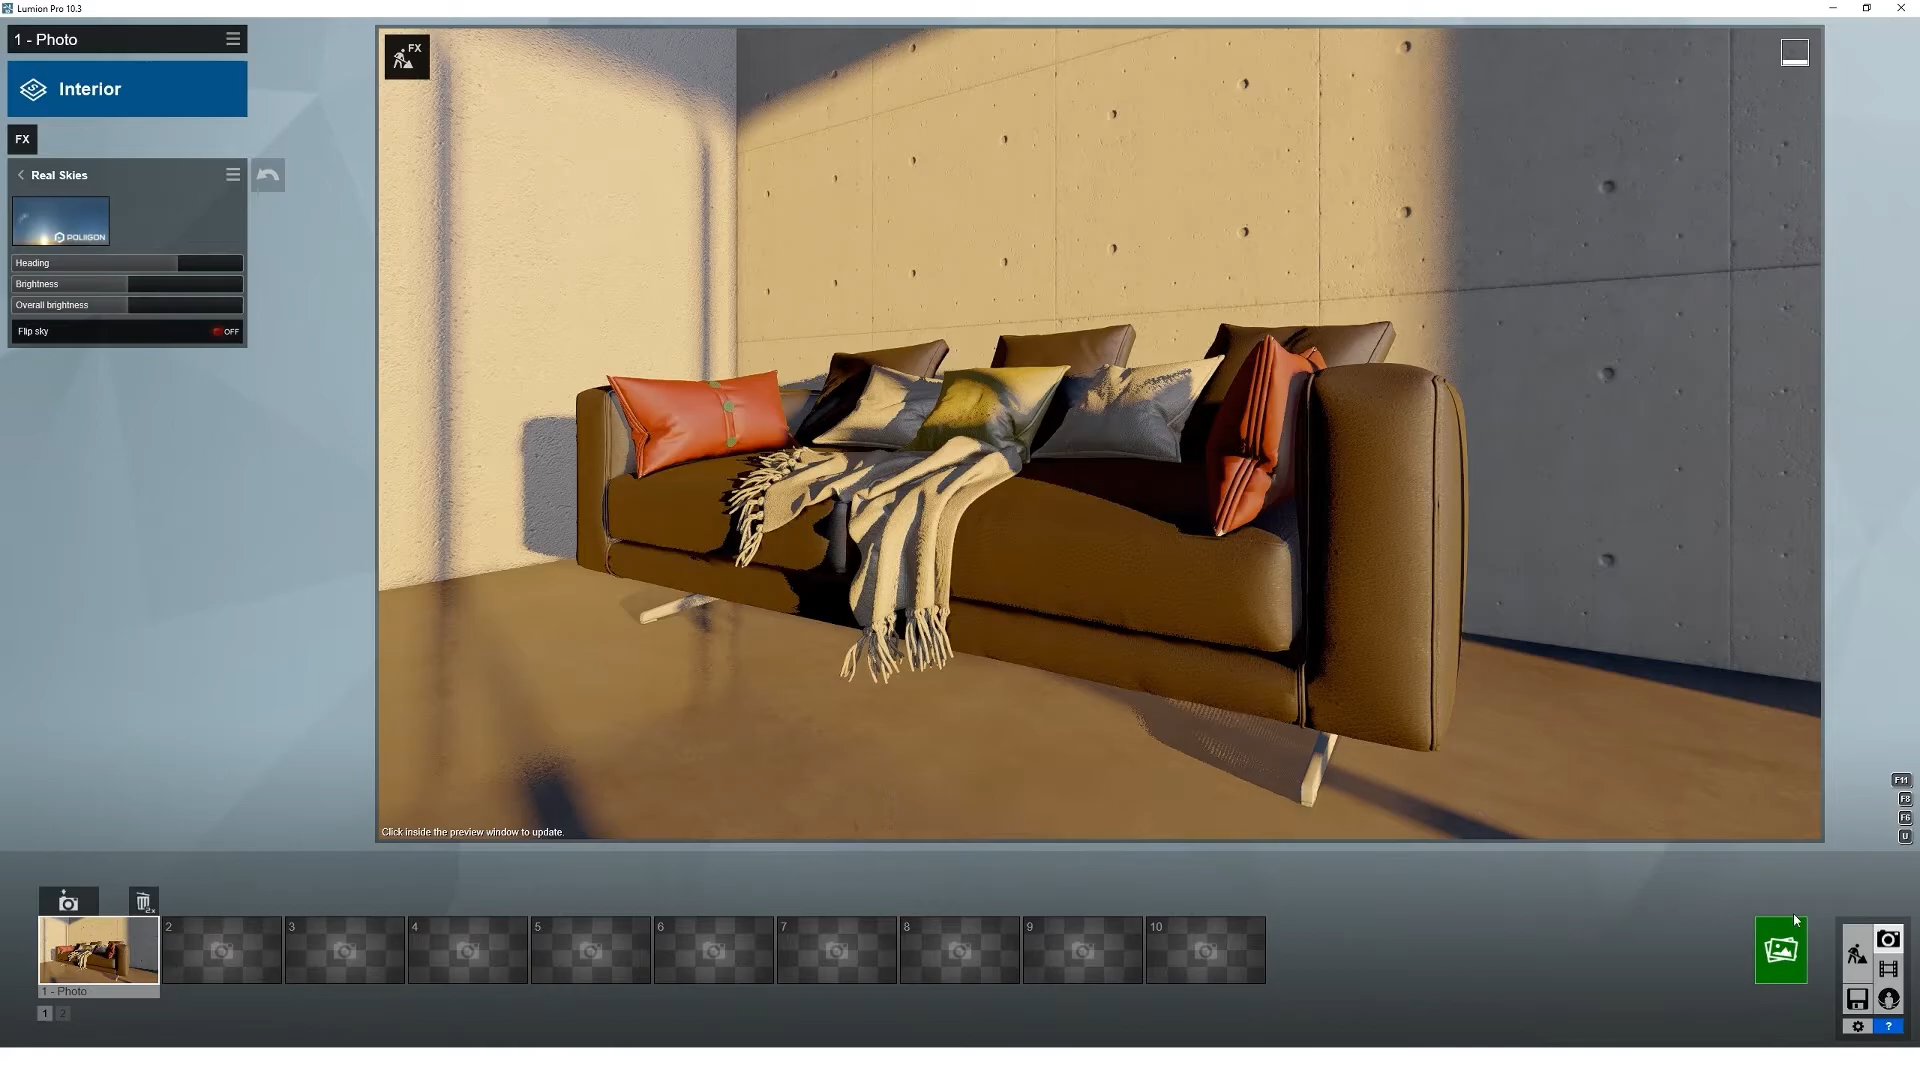 Lumion Pro 10.3
1 - Photo
Interior
FX
Real Skies
POLIIGON
Heading
Brightness
Overall brightness
Flip sky
OFF
FX
Click inside the preview window to update.
F11
F8
F6
U
2x
2
3
4
5
6
7
8
9
10
1 - Photo
1
2
?